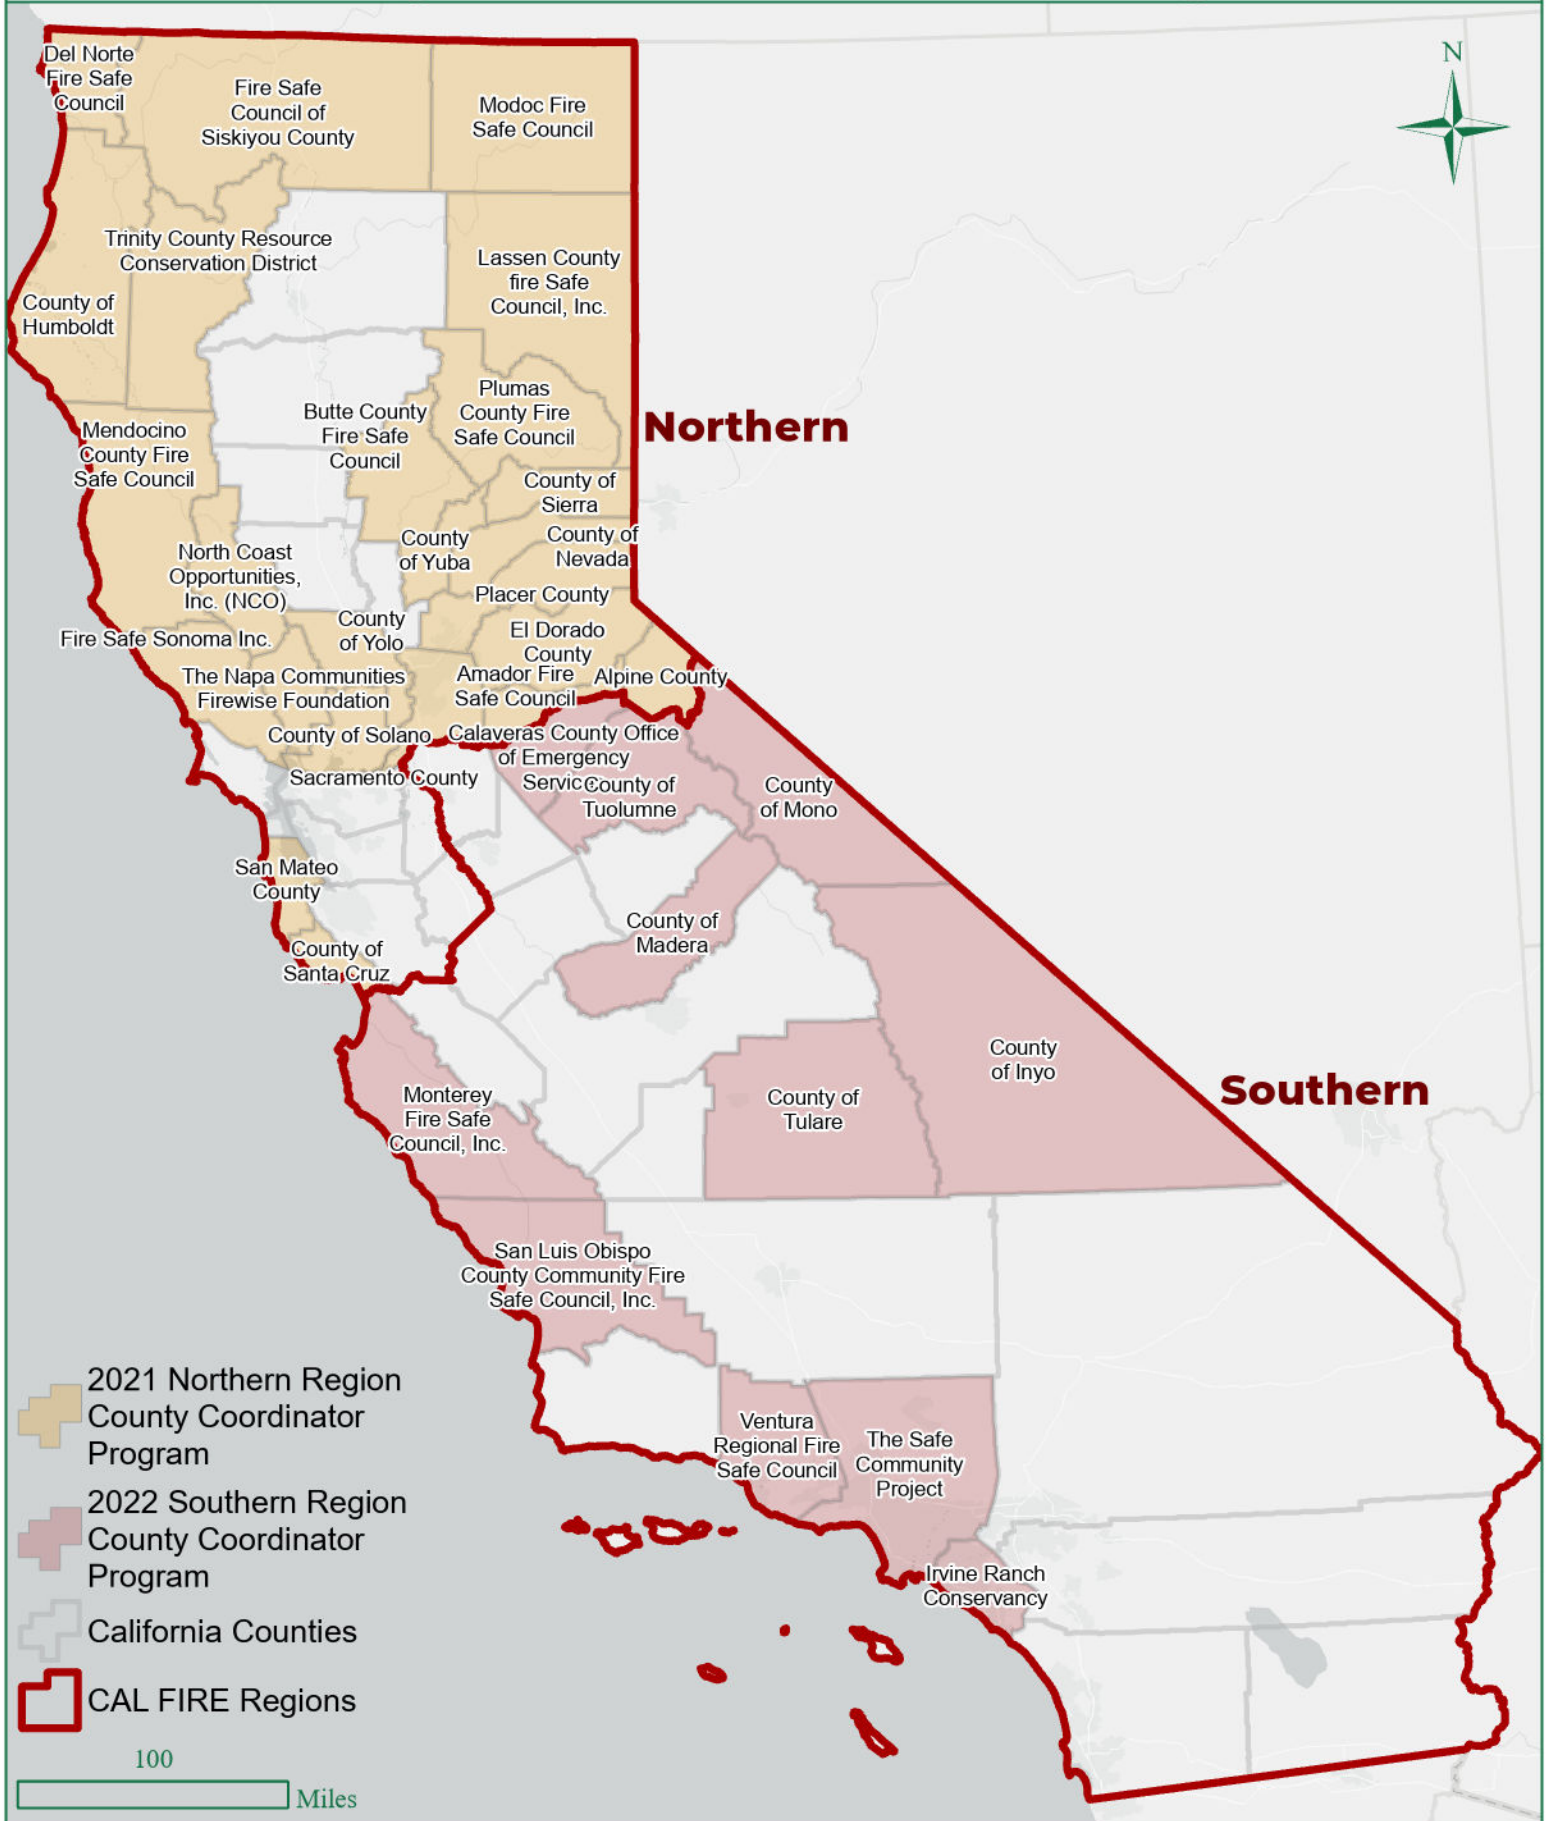 N
Del Norte
Fire Safe
Council
Fire Safe
Council of
Siskiyou County
Modoc Fire
Safe Council
Trinity County Resource
Conservation District
Lassen County
fire Safe
Council, Inc.
County of
Humboldt
Plumas
County Fire
Safe Council
Butte County
Fire Safe
Council
Northern
Mendocino
County Fire
Safe Council
County of
Sierra
County of
Nevada
County
of Yuba
North Coast
Opportunities,
Inc. (NCO)
Placer County
County
of Yolo
El Dorado
County
Fire Safe Sonoma Inc.
The Napa Communities
Firewise Foundation
Amador Fire
Safe Council
Alpine County
County of Solano
Calaveras County Office
of Emergency
Servic
County of
Tuolumne
Sacramento County
County
of Mono
San Mateo
County
County of
Madera
County of
Santa Cruz
County
of Inyo
Southern
Monterey
Fire Safe
Council, Inc.
County of
Tulare
San Luis Obispo
County Community Fire
Safe Council, Inc.
Ventura
Regional Fire
Safe Council
The Safe
Community
Project
Irvine Ranch
Conservancy
2021 Northern Region
County Coordinator
Program
2022 Southern Region
County Coordinator
Program
California Counties
CAL FIRE Regions
100
Miles